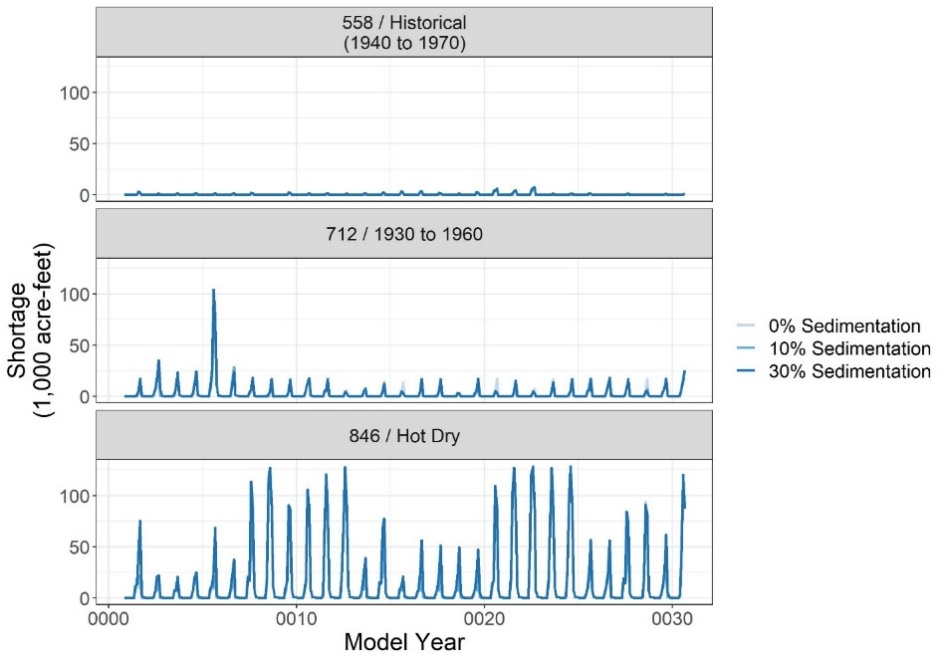 558 / Historical
(1940 to 1970)
100
50
0
712 / 1930 to 1960
100
50
0
846 / Hot Dry
100
50
0
0000 0010 0020 0030
Model Year
Shortage
(1,000 acre-feet)
0% Sedimentation
10% Sedimentation
30% Sedimentation